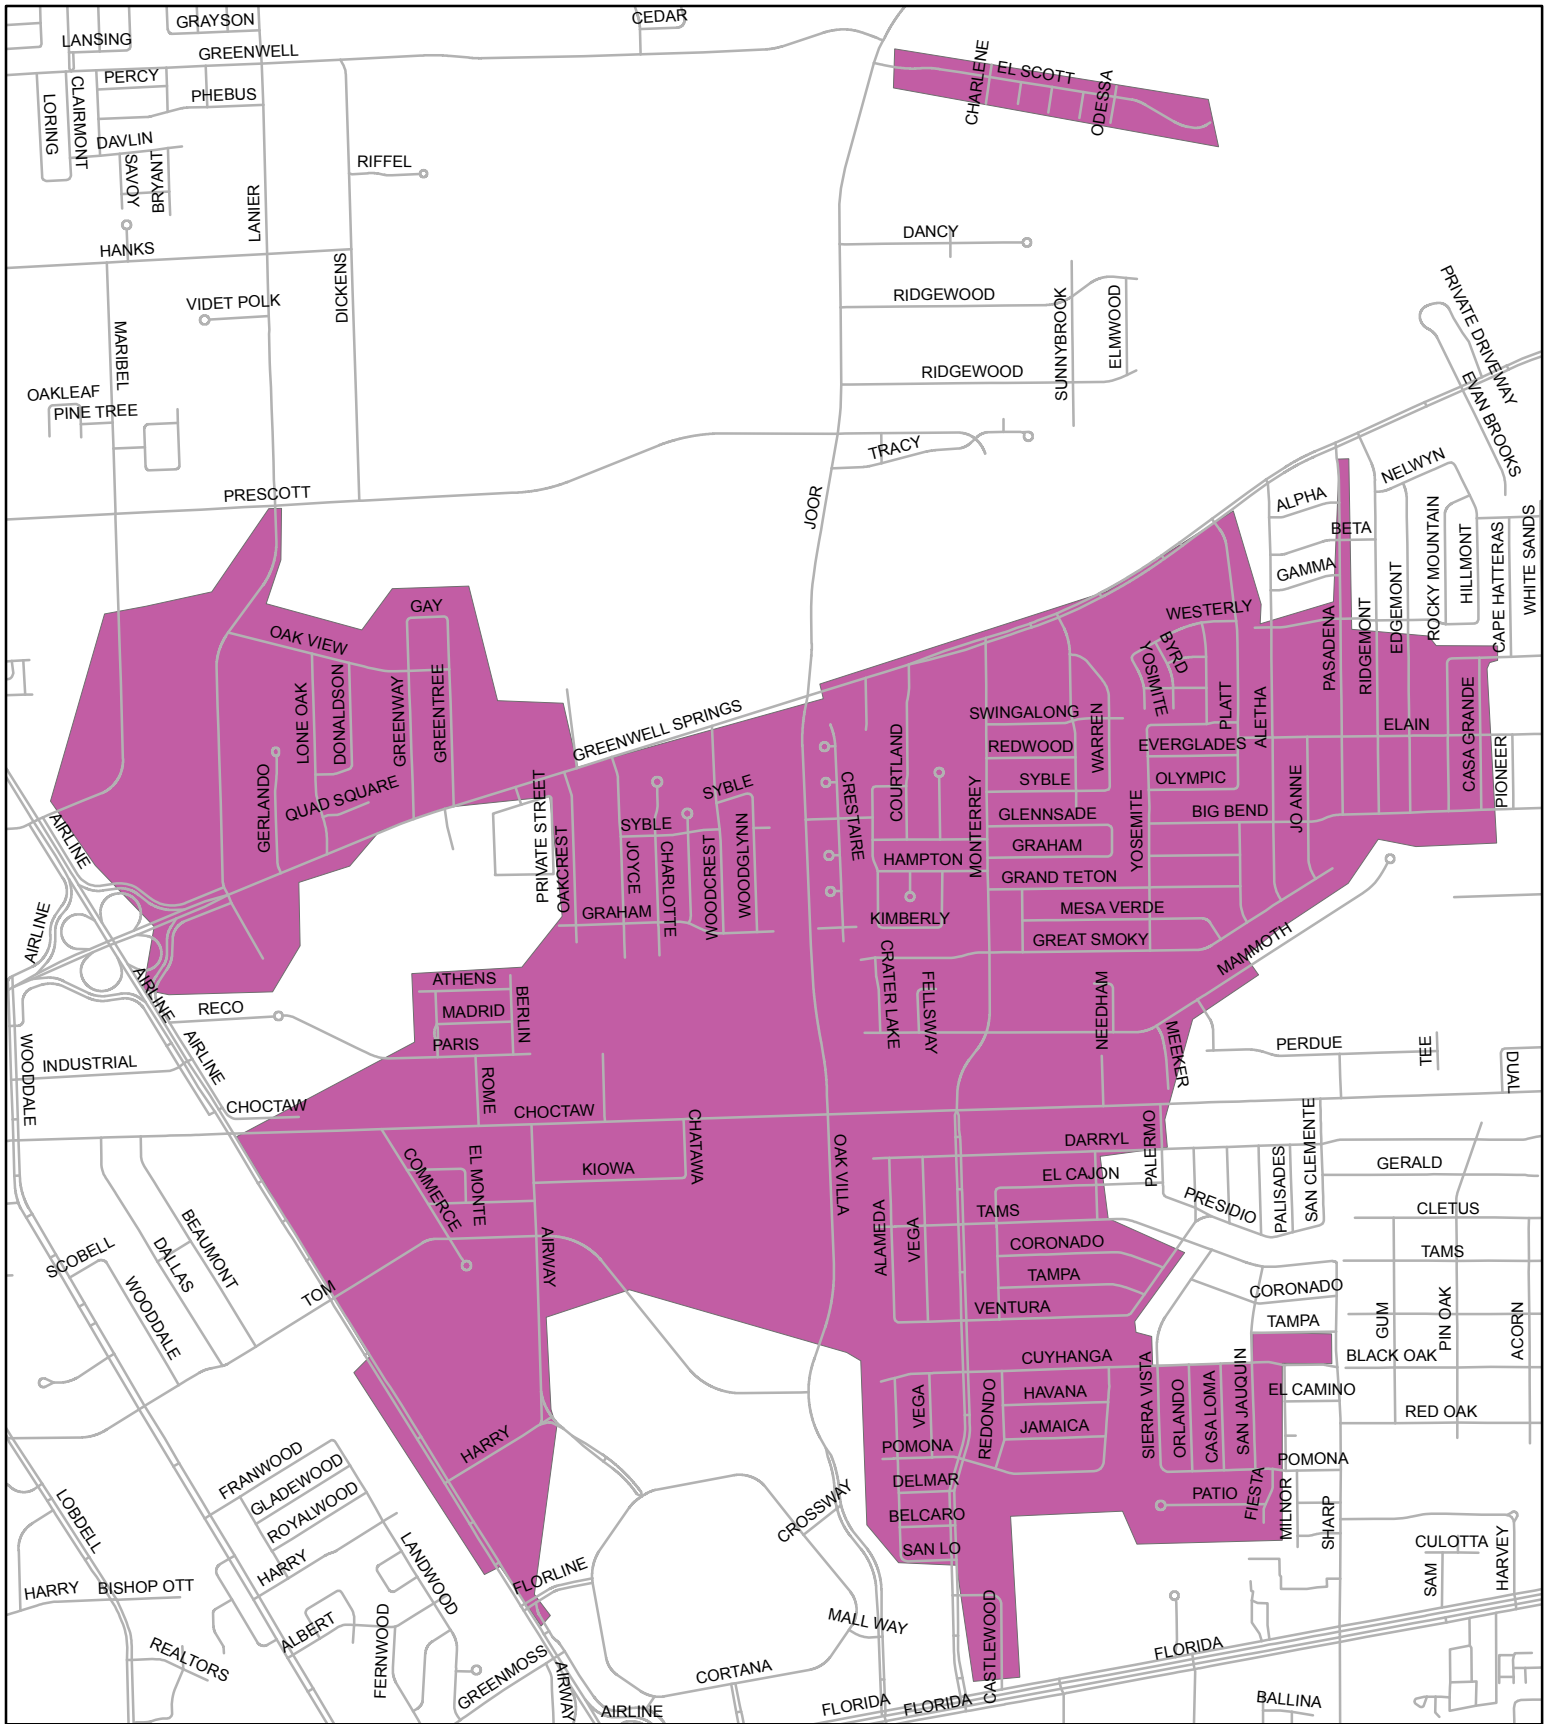 GRAYSON
CEDAR
LANSING
GREENWELL
CHARLENE
EL SCOTT
ODESSA
PERCY
CLAIRMONT
LORING
PHEBUS
DAVLIN
SAVOY
BRYANT
RIFFEL
LANIER
HANKS
DANCY
DICKENS
VIDET POLK
RIDGEWOOD
SUNNYBROOK
ELMWOOD
PRIVATE DRIVEWAY
MARIBEL
RIDGEWOOD
OAKLEAF
PINE TREE
EVAN BROOKS
TRACY
NELWYN
PRESCOTT
JOOR
ALPHA
BETA
ROCKY MOUNTAIN
HILLMONT
CAPE HATTERAS
WHITE SANDS
GAMMA
EDGEMONT
GAY
WESTERLY
PASADENA
RIDGEMONT
OAK VIEW
BYRD
YOSIMITE
LONE OAK
DONALDSON
GREENWAY
GREENTREE
GREENWELL SPRINGS
SWINGALONG
WARREN
PLATT
ALETHA
ELAIN
CASA GRANDE
PIONEER
COURTLAND
REDWOOD
EVERGLADES
SYBLE
OLYMPIC
JO ANNE
GERLANDO
QUAD SQUARE
SYBLE
CRESTAIRE
MONTERREY
GLENNSADE
BIG BEND
AIRLINE
PRIVATE STREET
OAKCREST
SYBLE
JOYCE
CHARLOTTE
WOODCREST
WOODGLYNN
GRAHAM
YOSEMITE
HAMPTON
GRAND TETON
GRAHAM
KIMBERLY
MESA VERDE
AIRLINE
GREAT SMOKY
MAMMOTH
CRATER LAKE
FELLSWAY
NEEDHAM
ATHENS
BERLIN
AIRLINE
RECO
MADRID
PARIS
MEEKER
PERDUE
TEE
DUAL
WOODDALE
INDUSTRIAL
AIRLINE
ROME
CHOCTAW
CHOCTAW
CHATAWA
OAK VILLA
DARRYL
PALERMO
SAN CLEMENTE
COMMERCE
EL MONTE
KIOWA
EL CAJON
GERALD
PRESIDIO
PALISADES
BEAUMONT
DALLAS
SCOBELL
AIRWAY
ALAMEDA
VEGA
TAMS
CLETUS
CORONADO
TAMS
WOODDALE
TOM
TAMPA
CORONADO
VENTURA
TAMPA
GUM
PIN OAK
ACORN
CUYHANGA
BLACK OAK
VEGA
REDONDO
HAVANA
SIERRA VISTA
ORLANDO
CASA LOMA
SAN JAUQUIN
EL CAMINO
RED OAK
HARRY
JAMAICA
POMONA
POMONA
FRANWOOD
GLADEWOOD
ROYALWOOD
DELMAR
PATIO
FIESTA
MILNOR
SHARP
LOBDELL
CROSSWAY
BELCARO
SAN LO
CULOTTA
SAM
HARVEY
HARRY
LANDWOOD
FLORLINE
HARRY
BISHOP OTT
ALBERT
FERNWOOD
MALL WAY
CASTLEWOOD
FLORIDA
REALTORS
GREENMOSS
AIRWAY
CORTANA
AIRLINE
FLORIDA
FLORIDA
BALLINA